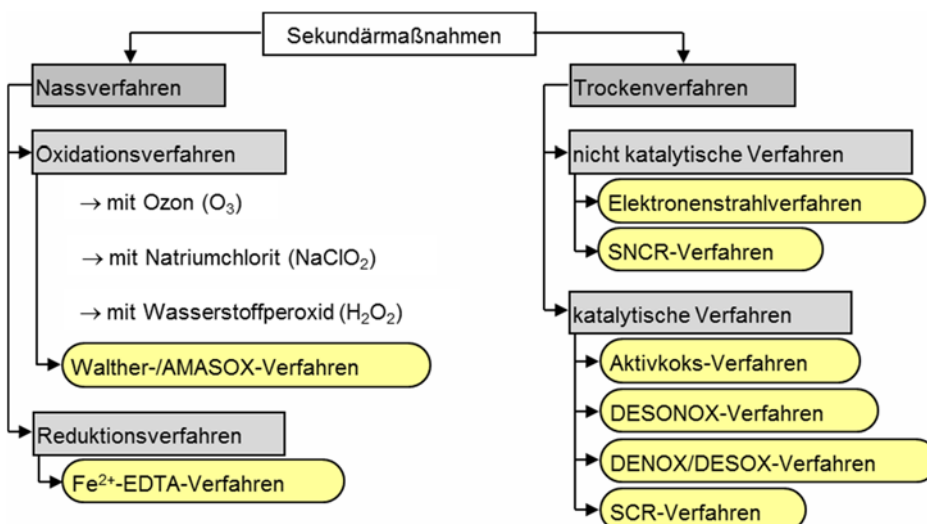 Sekundärmaßnahmen
Nassverfahren
Oxidationsverfahren
→ mit Ozon (O₃)
→ mit Natriumchlorit (NaClO₂)
→ mit Wasserstoffperoxid (H₂O₂)
Walther-/AMASOX-Verfahren
Reduktionsverfahren
Fe²⁺-EDTA-Verfahren
Trockenverfahren
nicht katalytische Verfahren
Elektronenstrahlverfahren
SNCR-Verfahren
katalytische Verfahren
Aktivkoks-Verfahren
DESONOX-Verfahren
DENOX/DESOX-Verfahren
SCR-Verfahren